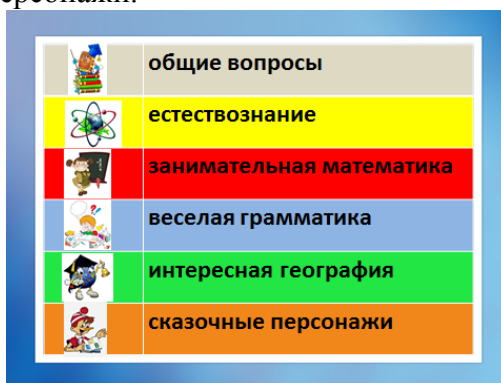 общие вопросы
естествознание
занимательная математика
веселая грамматика
интересная география
сказочные персонажи